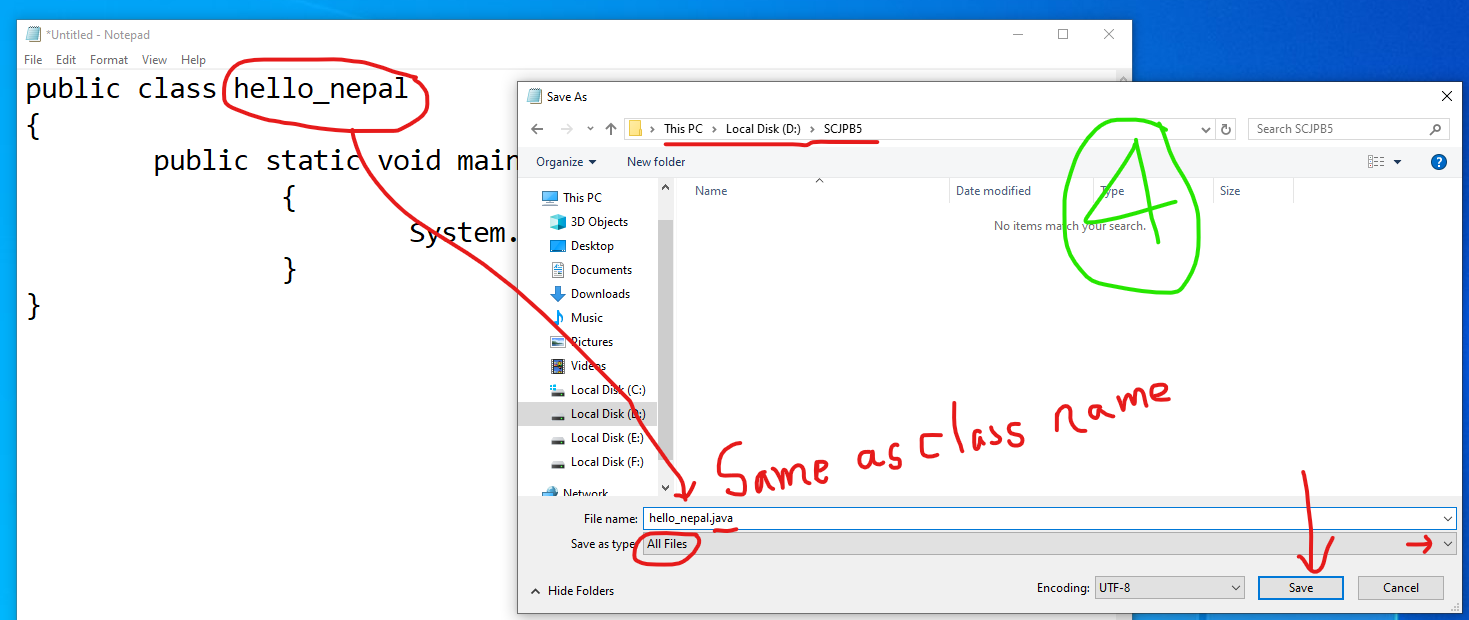 *Untitled - Notepad
File Edit Format View Help
public class hello_nepal
{
public static void main
{
System.
}
}
Save As
This PC > Local Disk (D:) > SCJPB5
Search SCJPB5
Organize New folder
?
This PC
3D Objects
Desktop
Documents
Downloads
Music
Pictures
Videos
Local Disk (C:)
Local Disk (D:)
Local Disk (E:)
Local Disk (F:)
Network
Name Date modified Type Size
No items match your search.
4
Same as class name
File name: hello_nepal.java
Save as type: All Files
Hide Folders
Encoding: UTF-8 Save Cancel